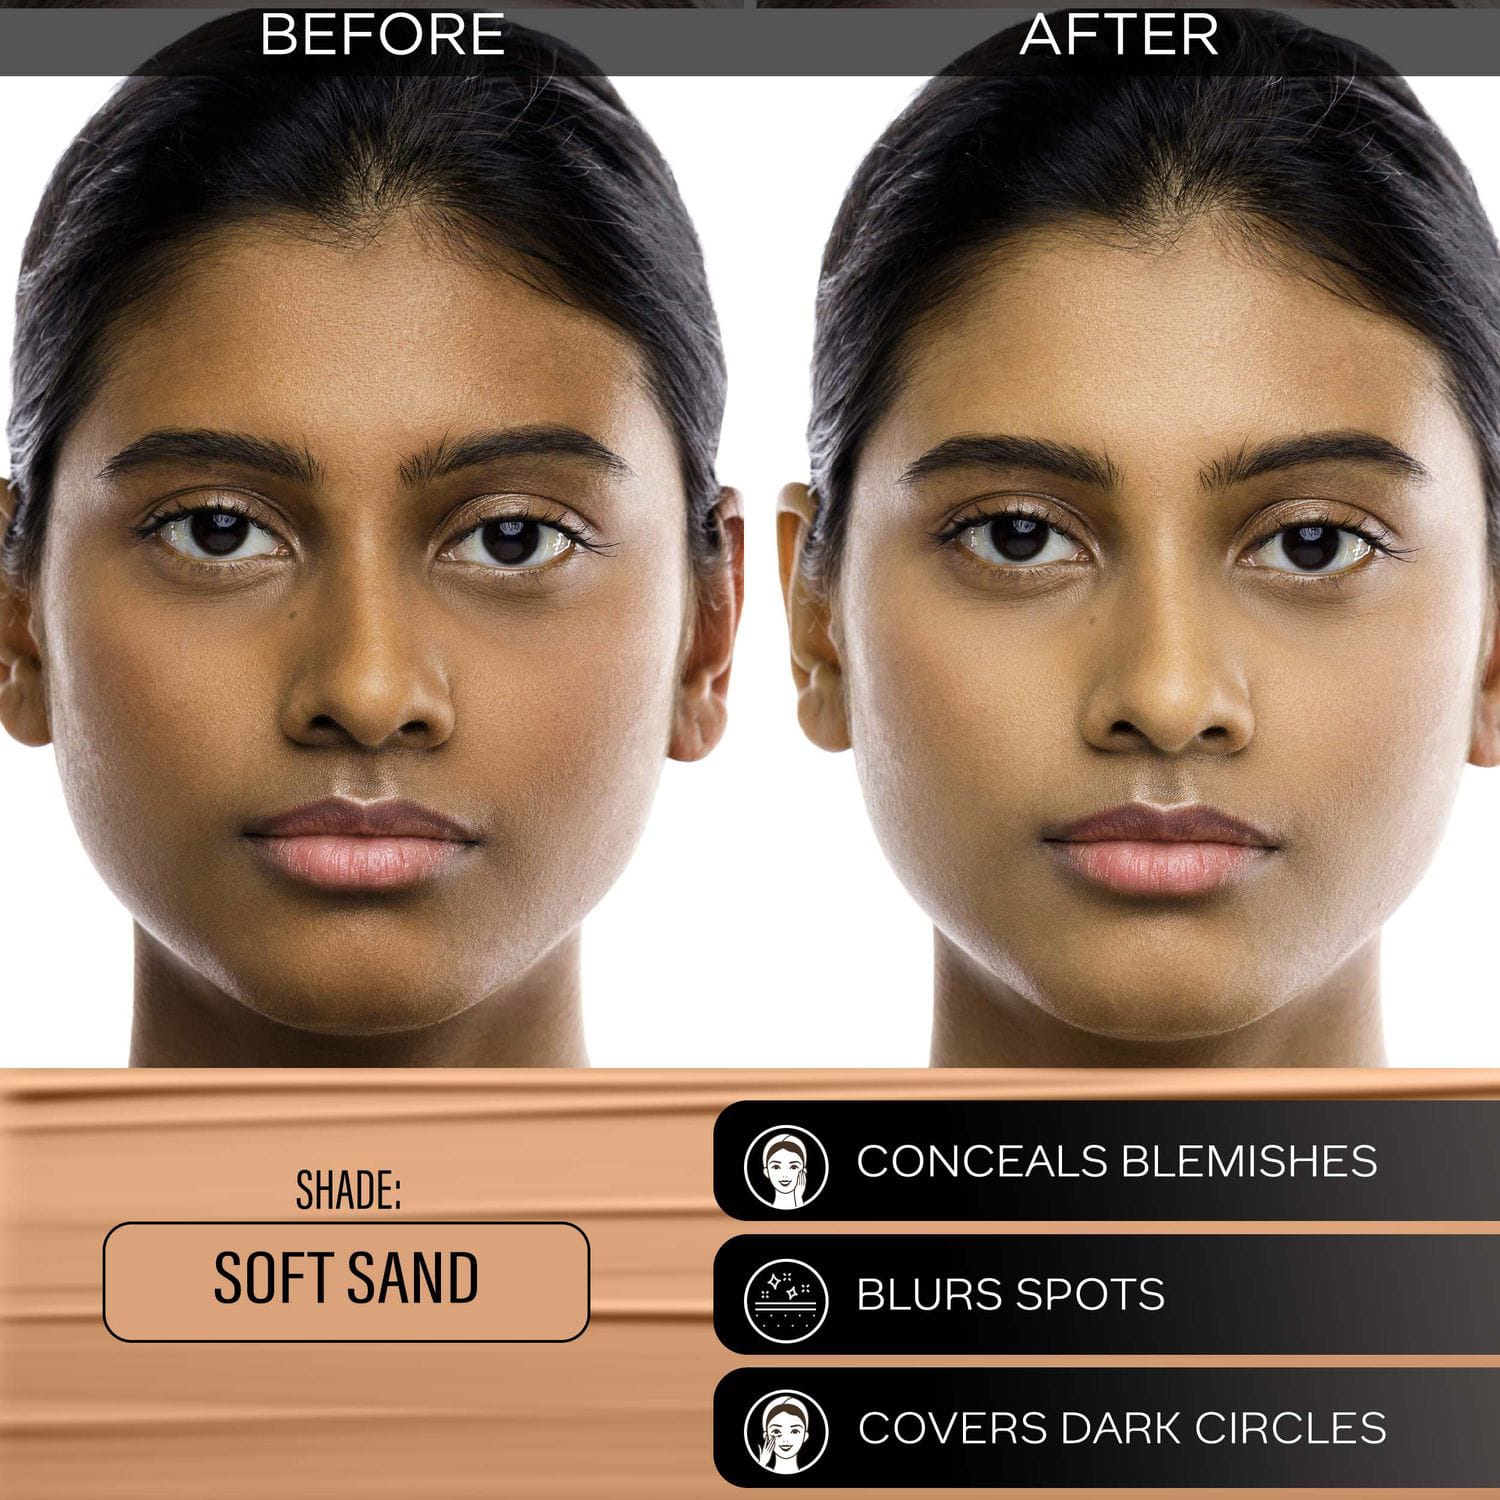 BEFORE
AFTER
SHADE:
SOFT SAND
CONCEALS BLEMISHES
BLURS SPOTS
COVERS DARK CIRCLES